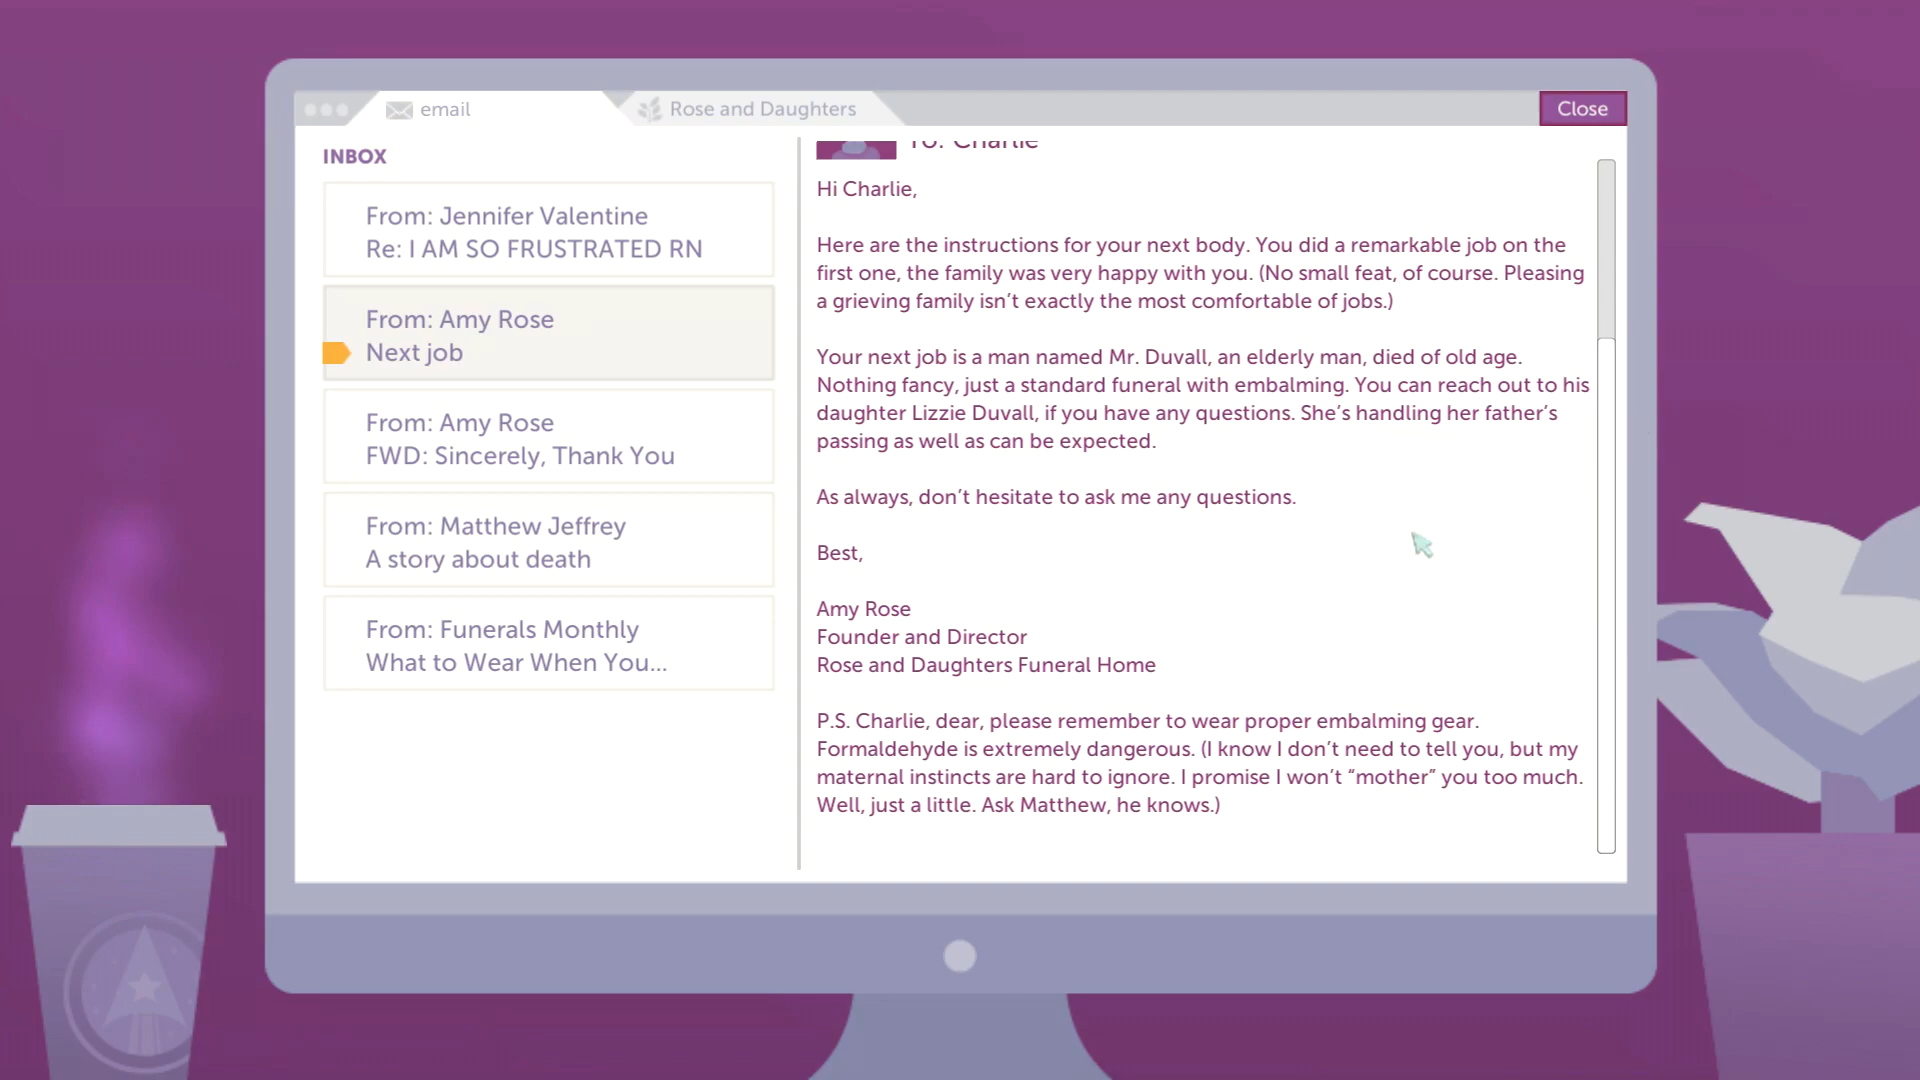 email
Rose and Daughters
Close
INBOX
From: Jennifer Valentine
Re: I AM SO FRUSTRATED RN
From: Amy Rose
Next job
From: Amy Rose
FWD: Sincerely, Thank You
From: Matthew Jeffrey
A story about death
From: Funerals Monthly
What to Wear When You...
To: Charlie
Hi Charlie,
Here are the instructions for your next body. You did a remarkable job on the
first one, the family was very happy with you. (No small feat, of course. Pleasing
a grieving family isn’t exactly the most comfortable of jobs.)
Your next job is a man named Mr. Duvall, an elderly man, died of old age.
Nothing fancy, just a standard funeral with embalming. You can reach out to his
daughter Lizzie Duvall, if you have any questions. She’s handling her father’s
passing as well as can be expected.
As always, don’t hesitate to ask me any questions.
Best,
Amy Rose
Founder and Director
Rose and Daughters Funeral Home
P.S. Charlie, dear, please remember to wear proper embalming gear.
Formaldehyde is extremely dangerous. (I know I don’t need to tell you, but my
maternal instincts are hard to ignore. I promise I won’t “mother” you too much.
Well, just a little. Ask Matthew, he knows.)